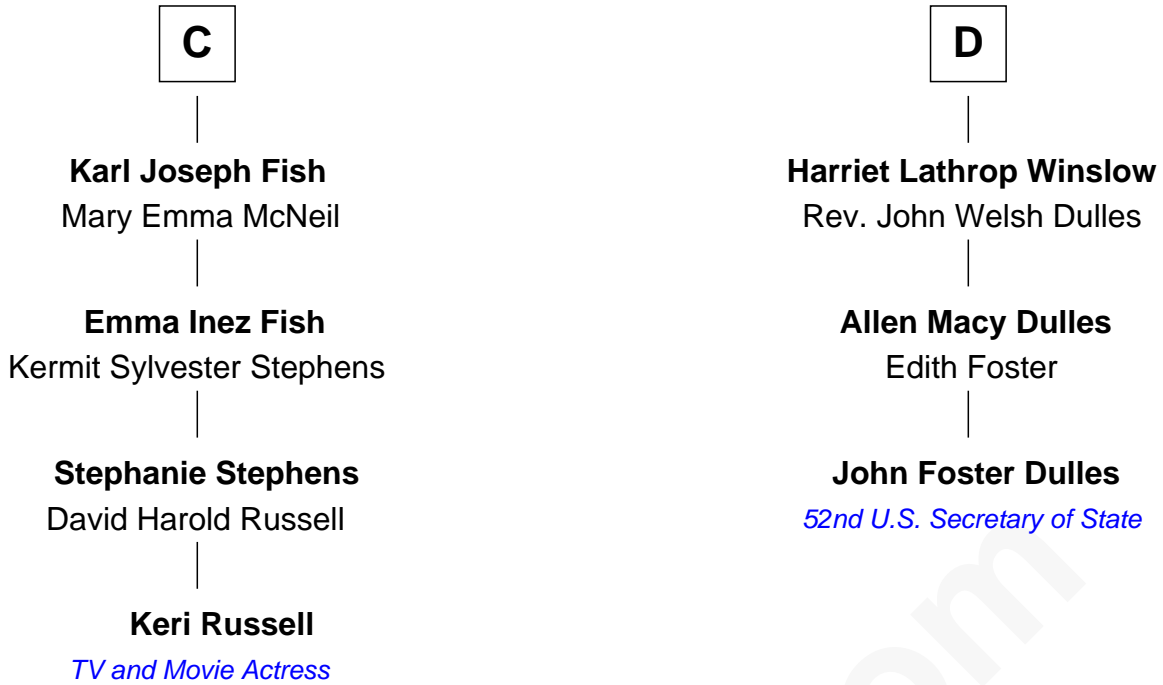 C
Karl Joseph Fish
Mary Emma McNeil
Emma Inez Fish
Kermit Sylvester Stephens
Stephanie Stephens
David Harold Russell
Keri Russell
TV and Movie Actress
D
Harriet Lathrop Winslow
Rev. John Welsh Dulles
Allen Macy Dulles
Edith Foster
John Foster Dulles
52nd U.S. Secretary of State
om